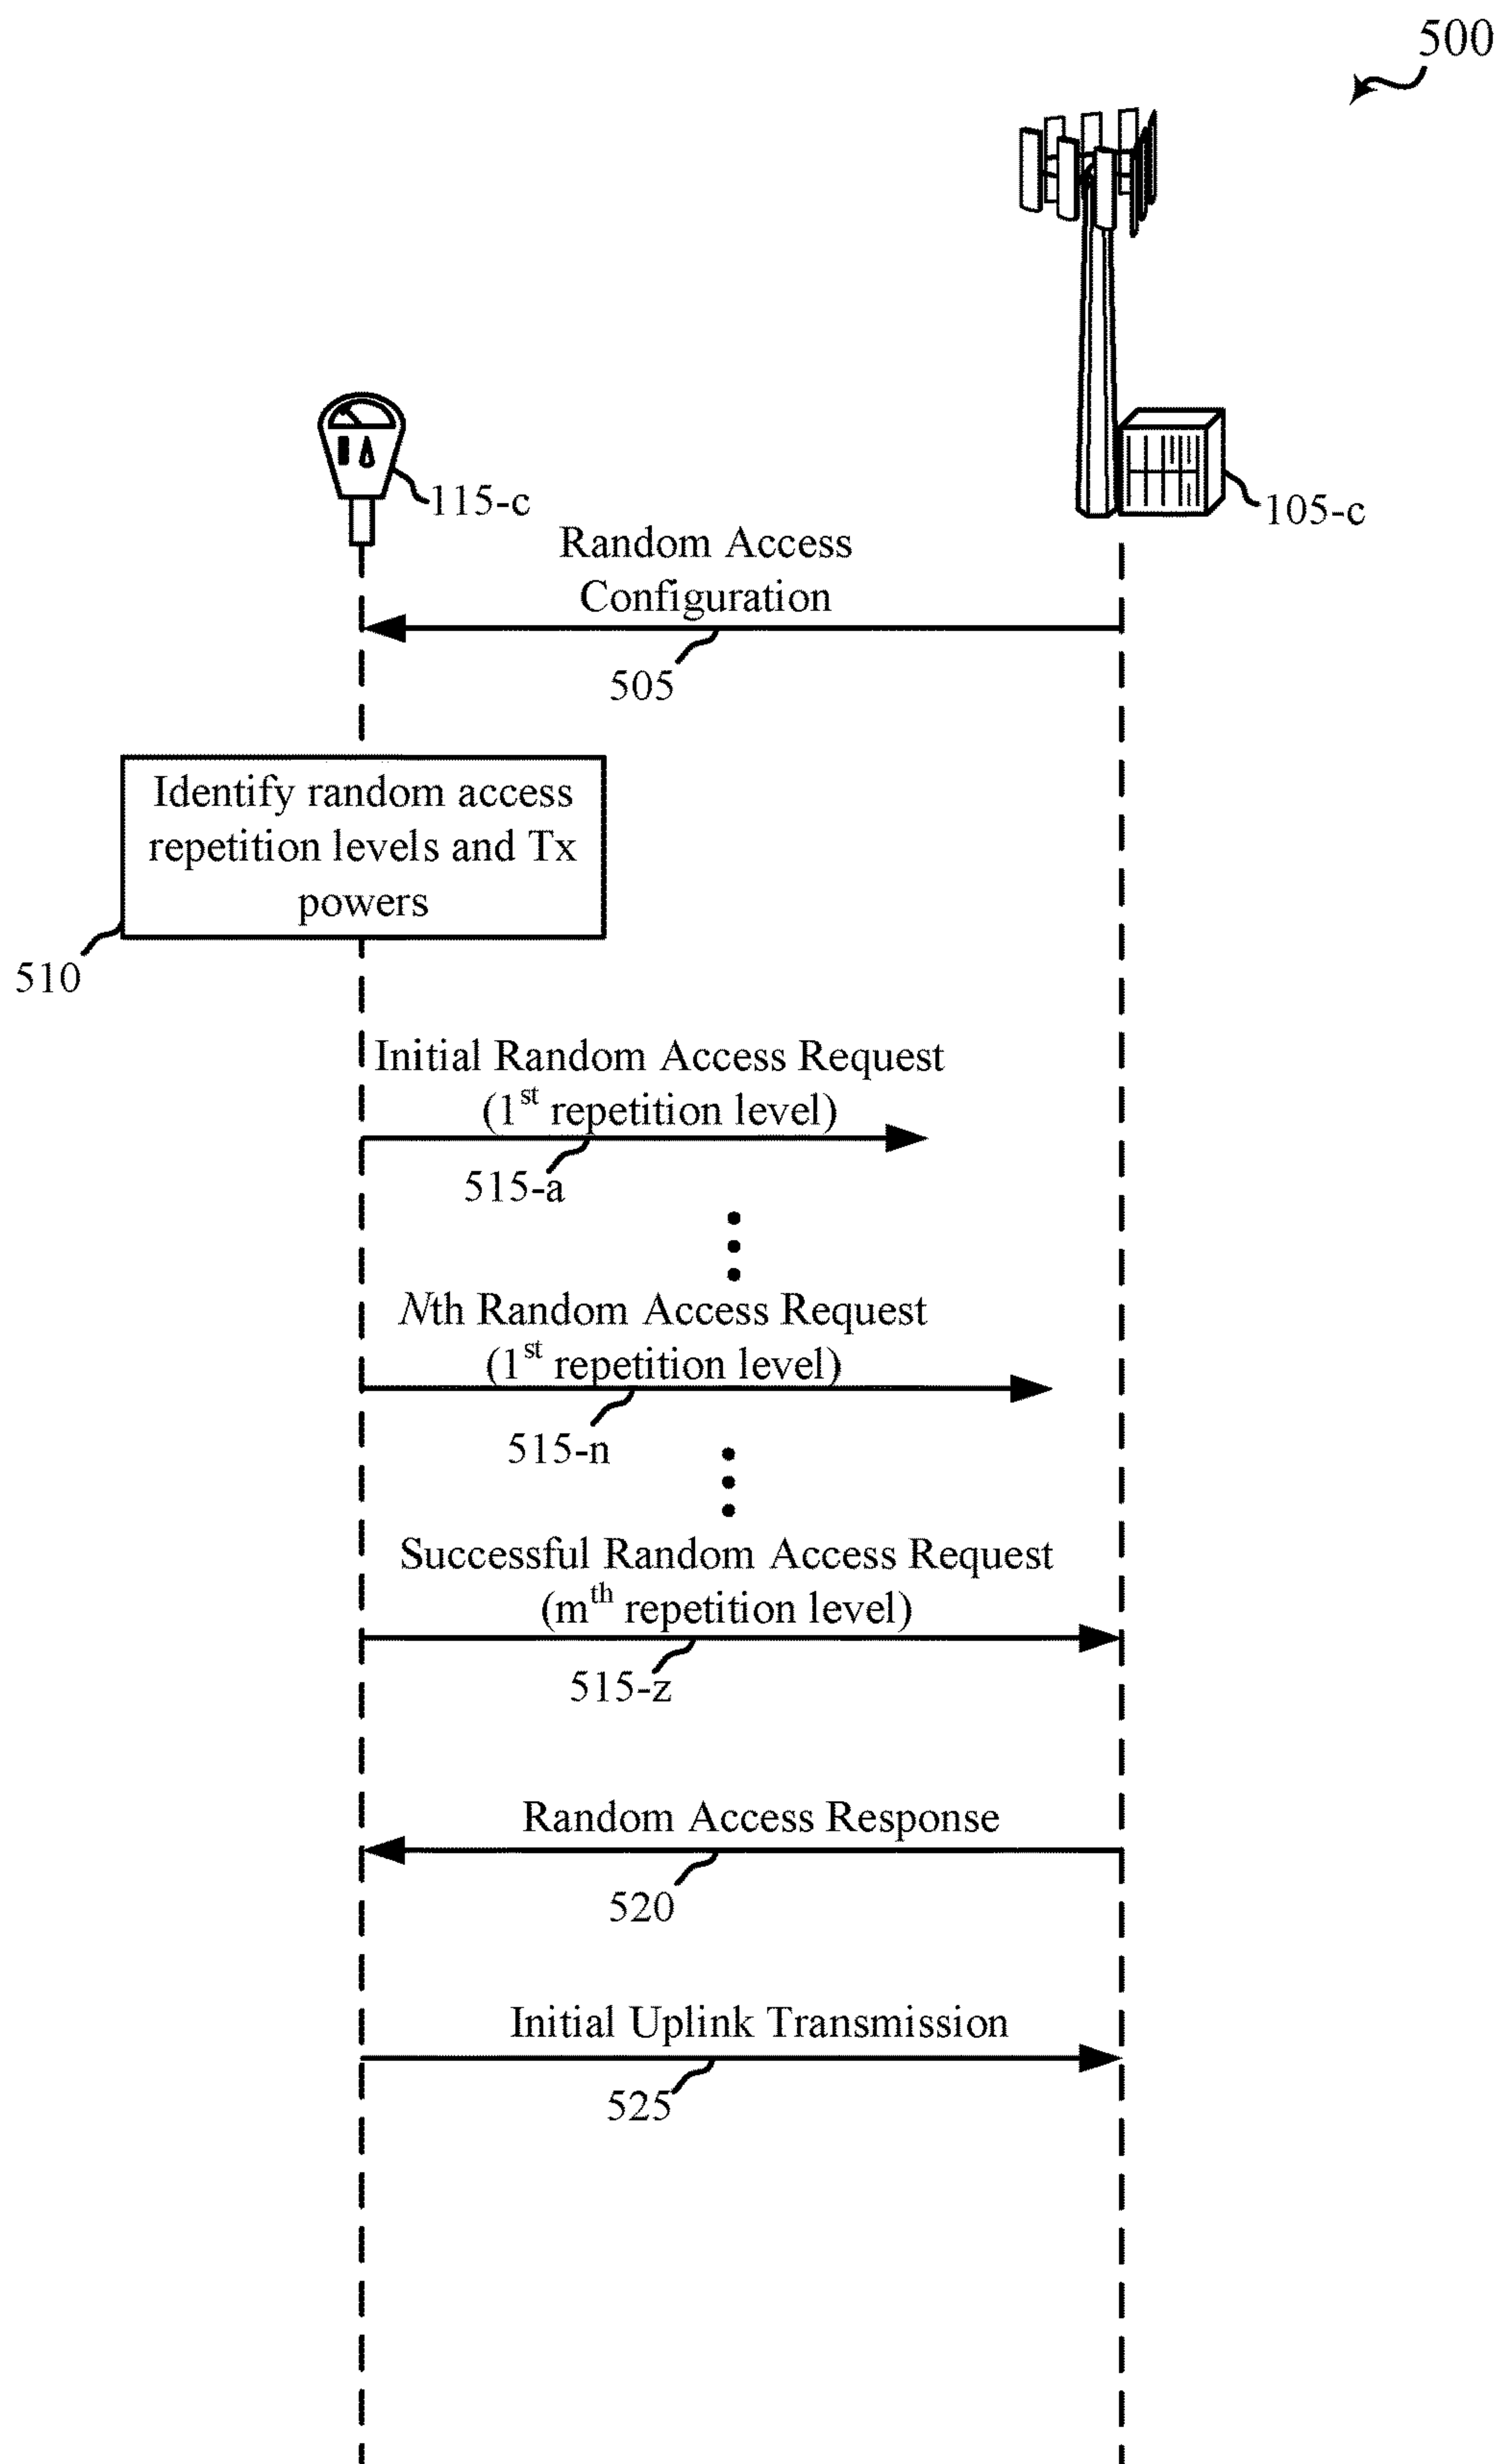 500
115-c
105-c
Random Access
Configuration
505
Identify random access
repetition levels and Tx
powers
510
Initial Random Access Request
(1st repetition level)
515-a
Nth Random Access Request
(1st repetition level)
515-n
Successful Random Access Request
(mth repetition level)
515-z
Random Access Response
520
Initial Uplink Transmission
525